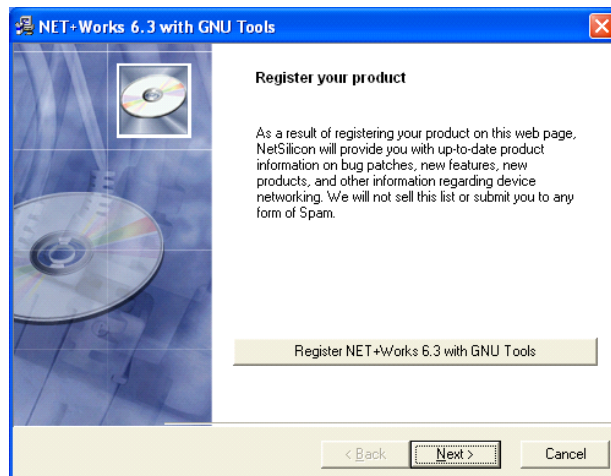 NET+Works 6.3 with GNU Tools
Register your product
As a result of registering your product on this web page,
NetSilicon will provide you with up-to-date product
information on bug patches, new features, new
products, and other information regarding device
networking. We will not sell this list or submit you to any
form of Spam.
Register NET+Works 6.3 with GNU Tools
< Back
Next >
Cancel